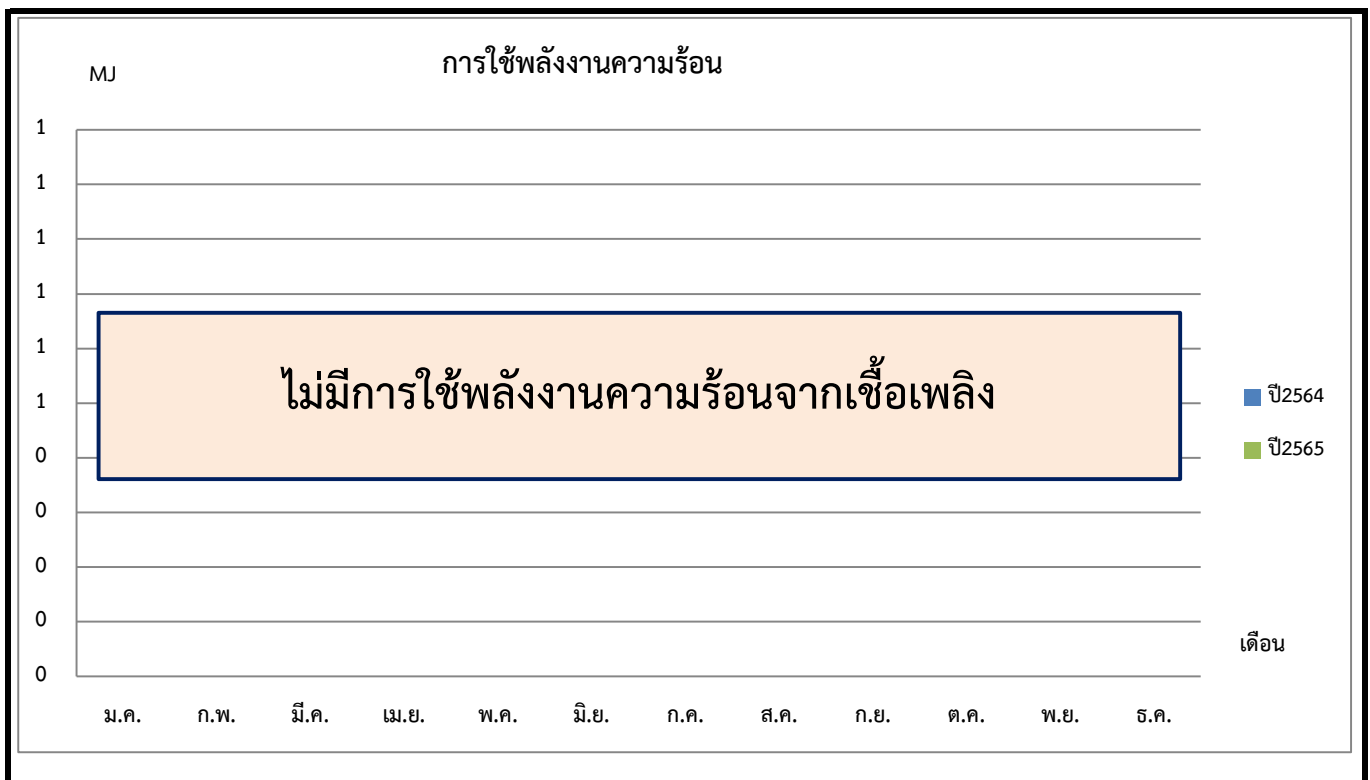 การใช้พลังงานความร้อน
MJ
1
1
1
1
1
1
0
0
0
0
0
ไม่มีการใช้พลังงานความร้อนจากเชื้อเพลิง
ปี2564
ปี2565
เดือน
ม.ค. ก.พ. มี.ค. เม.ย. พ.ค. มิ.ย. ก.ค. ส.ค. ก.ย. ต.ค. พ.ย. ธ.ค.